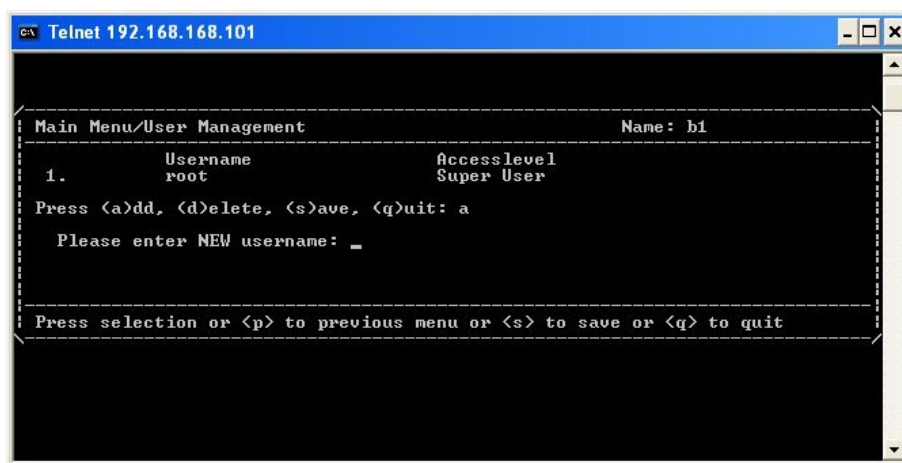 Telnet 192.168.168.101
Main Menu/User Management Name: b1
Username Accesslevel
1. root Super User
Press <a>dd, <d>elete, <s>ave, <q>uit: a
Please enter NEW username: _
Press selection or <p> to previous menu or <s> to save or <q> to quit